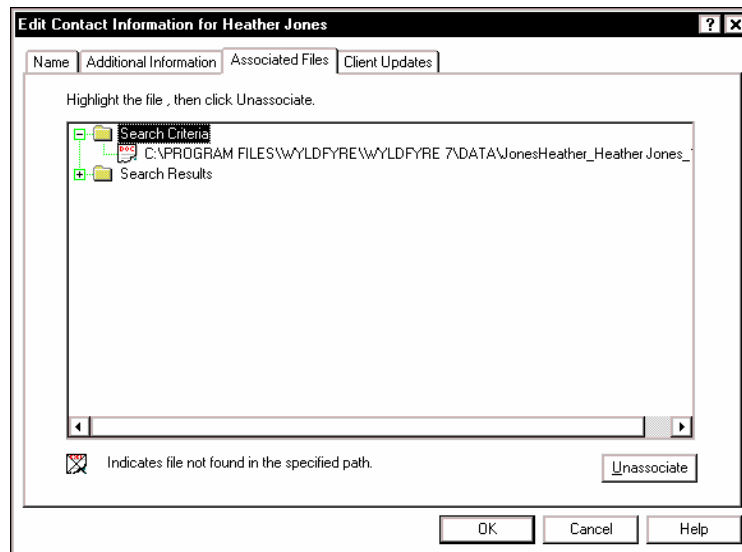 Edit Contact Information for Heather Jones
Name Additional Information Associated Files Client Updates
Highlight the file , then click Unassociate.
Search Criteria
DOC C:\PROGRAM FILES\WYLDFYRE\WYLDFYRE 7\DATA\JonesHeather_Heather Jones_
Search Results
Indicates file not found in the specified path.
Unassociate
OK Cancel Help